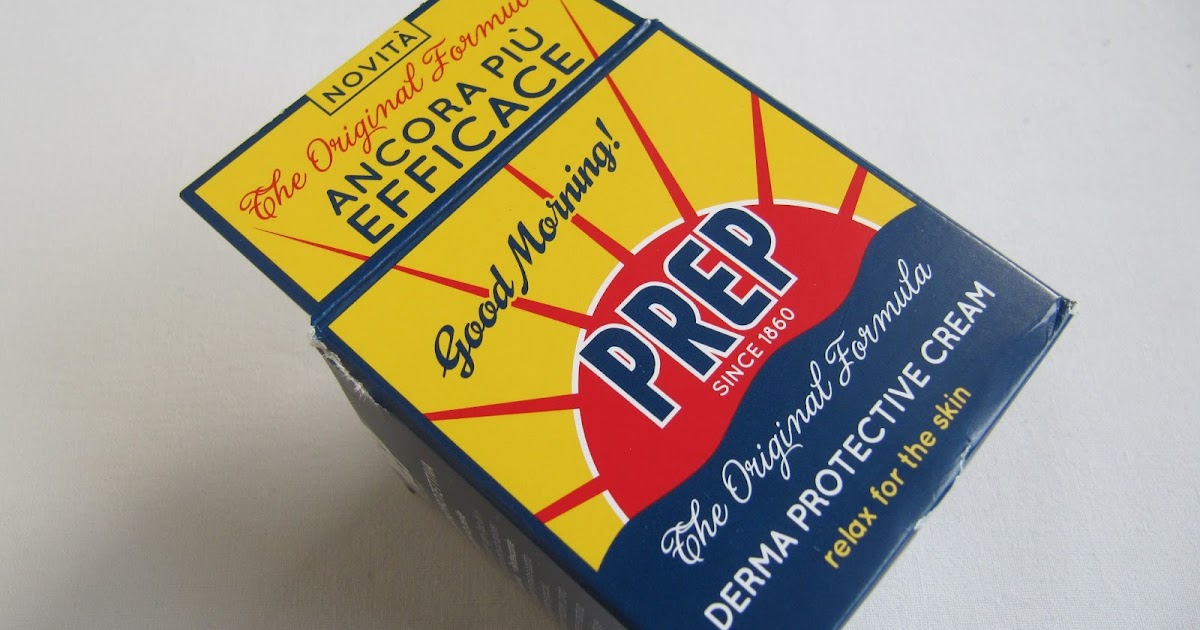 NOVITÀ
The Original Formula
ANCORA PIÙ
EFFICACE
Good Morning!
PREP
SINCE 1860
The Original Formula
DERMA PROTECTIVE CREAM
relax for the skin